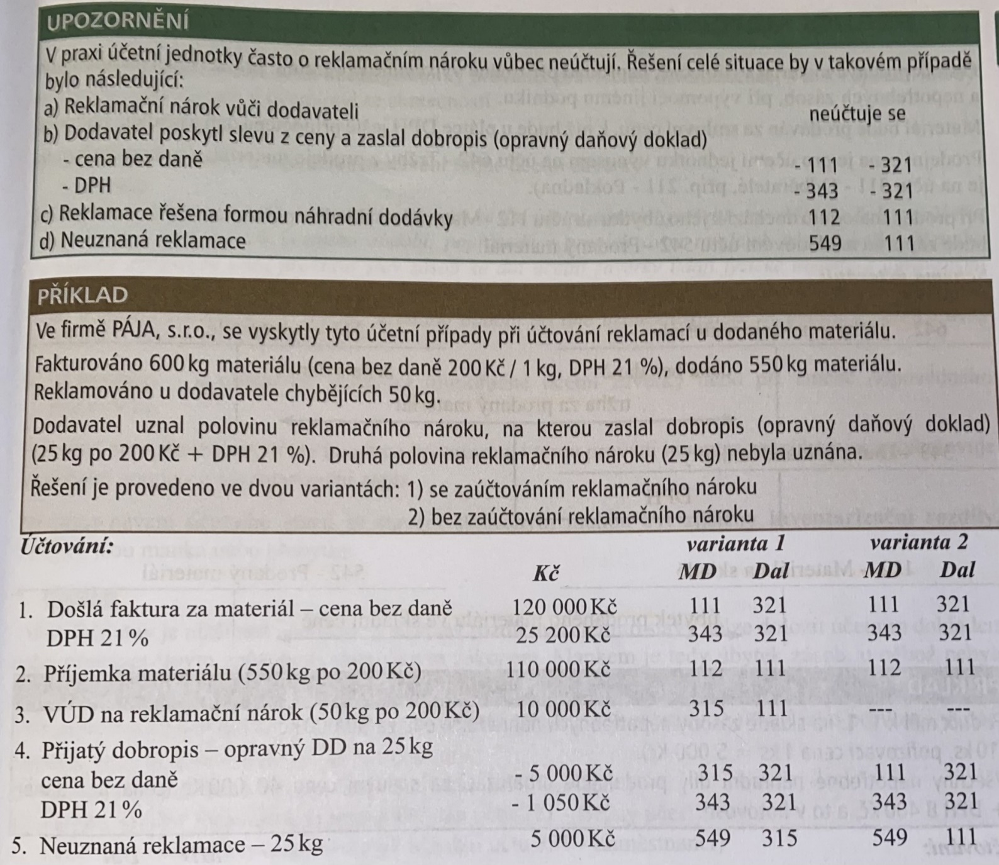 UPOZORNĚNÍ
V praxi účetní jednotky často o reklamačním nároku vůbec neúčtují. Řešení celé situace by v takovém případě
bylo následující:
a) Reklamační nárok vůči dodavateli neúčtuje se
b) Dodavatel poskytl slevu z ceny a zaslal dobropis (opravný daňový doklad)
- cena bez daně - 111 - 321
- DPH - 343 - 321
c) Reklamace řešena formou náhradní dodávky 112 111
d) Neuznaná reklamace 549 111
PŘÍKLAD
Ve firmě PÁJA, s.r.o., se vyskytly tyto účetní případy při účtování reklamací u dodaného materiálu.
Fakturováno 600 kg materiálu (cena bez daně 200 Kč / 1 kg, DPH 21 %), dodáno 550 kg materiálu.
Reklamováno u dodavatele chybějících 50 kg.
Dodavatel uznal polovinu reklamačního nároku, na kterou zaslal dobropis (opravný daňový doklad)
(25 kg po 200 Kč + DPH 21 %). Druhá polovina reklamačního nároku (25 kg) nebyla uznána.
Řešení je provedeno ve dvou variantách: 1) se zaúčtováním reklamačního nároku
2) bez zaúčtování reklamačního nároku
Účtování: varianta 1 varianta 2
Kč MD Dal MD Dal
1. Došlá faktura za materiál – cena bez daně 120 000 Kč 111 321 111 321
DPH 21 % 25 200 Kč 343 321 343 321
2. Příjemka materiálu (550 kg po 200 Kč) 110 000 Kč 112 111 112 111
3. VÚD na reklamační nárok (50 kg po 200 Kč) 10 000 Kč 315 111 --- ---
4. Přijatý dobropis – opravný DD na 25 kg
cena bez daně - 5 000 Kč 315 321 111 321
DPH 21 % - 1 050 Kč 343 321 343 321
5. Neuznaná reklamace – 25 kg 5 000 Kč 549 315 549 111